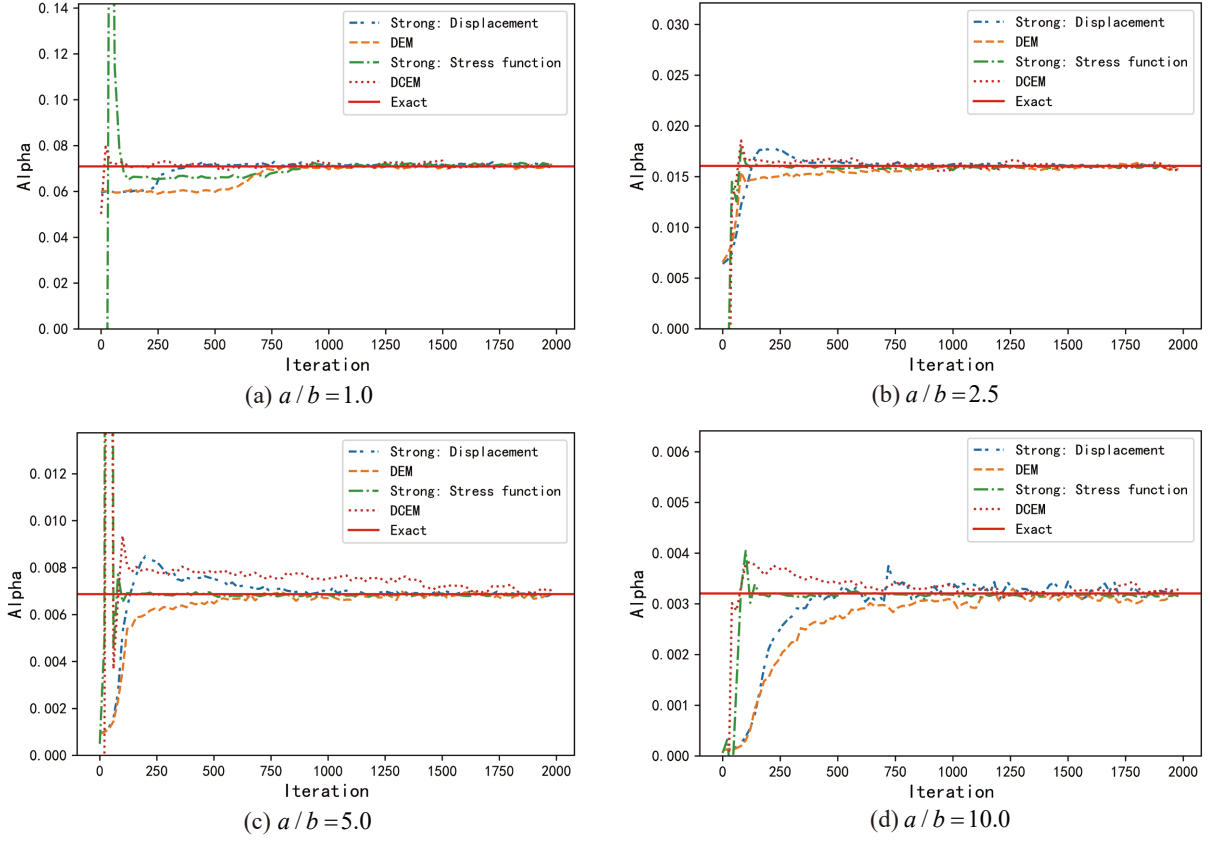 0.14
0.12
0.10
0.08
0.06
0.04
0.02
0.00
Alpha
Strong: Displacement
DEM
Strong: Stress function
DCEM
Exact
0 250 500 750 1000 1250 1500 1750 2000
Iteration
(a) a / b = 1.0
0.030
0.025
0.020
0.015
0.010
0.005
0.000
Alpha
Strong: Displacement
DEM
Strong: Stress function
DCEM
Exact
0 250 500 750 1000 1250 1500 1750 2000
Iteration
(b) a / b = 2.5
0.012
0.010
0.008
0.006
0.004
0.002
0.000
Alpha
Strong: Displacement
DEM
Strong: Stress function
DCEM
Exact
0 250 500 750 1000 1250 1500 1750 2000
Iteration
(c) a / b = 5.0
0.006
0.005
0.004
0.003
0.002
0.001
0.000
Alpha
Strong: Displacement
DEM
Strong: Stress function
DCEM
Exact
0 250 500 750 1000 1250 1500 1750 2000
Iteration
(d) a / b = 10.0